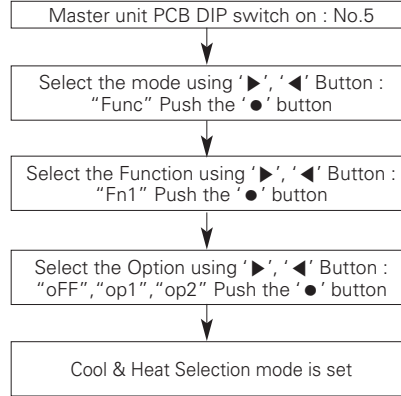 Master unit PCB DIP switch on : No.5
Select the mode using ‘▶’, ‘◀’ Button :
“Func” Push the ‘●’ button
Select the Function using ‘▶’, ‘◀’ Button :
“Fn1” Push the ‘●’ button
Select the Option using ‘▶’, ‘◀’ Button :
“oFF”,“op1”,“op2” Push the ‘●’ button
Cool & Heat Selection mode is set